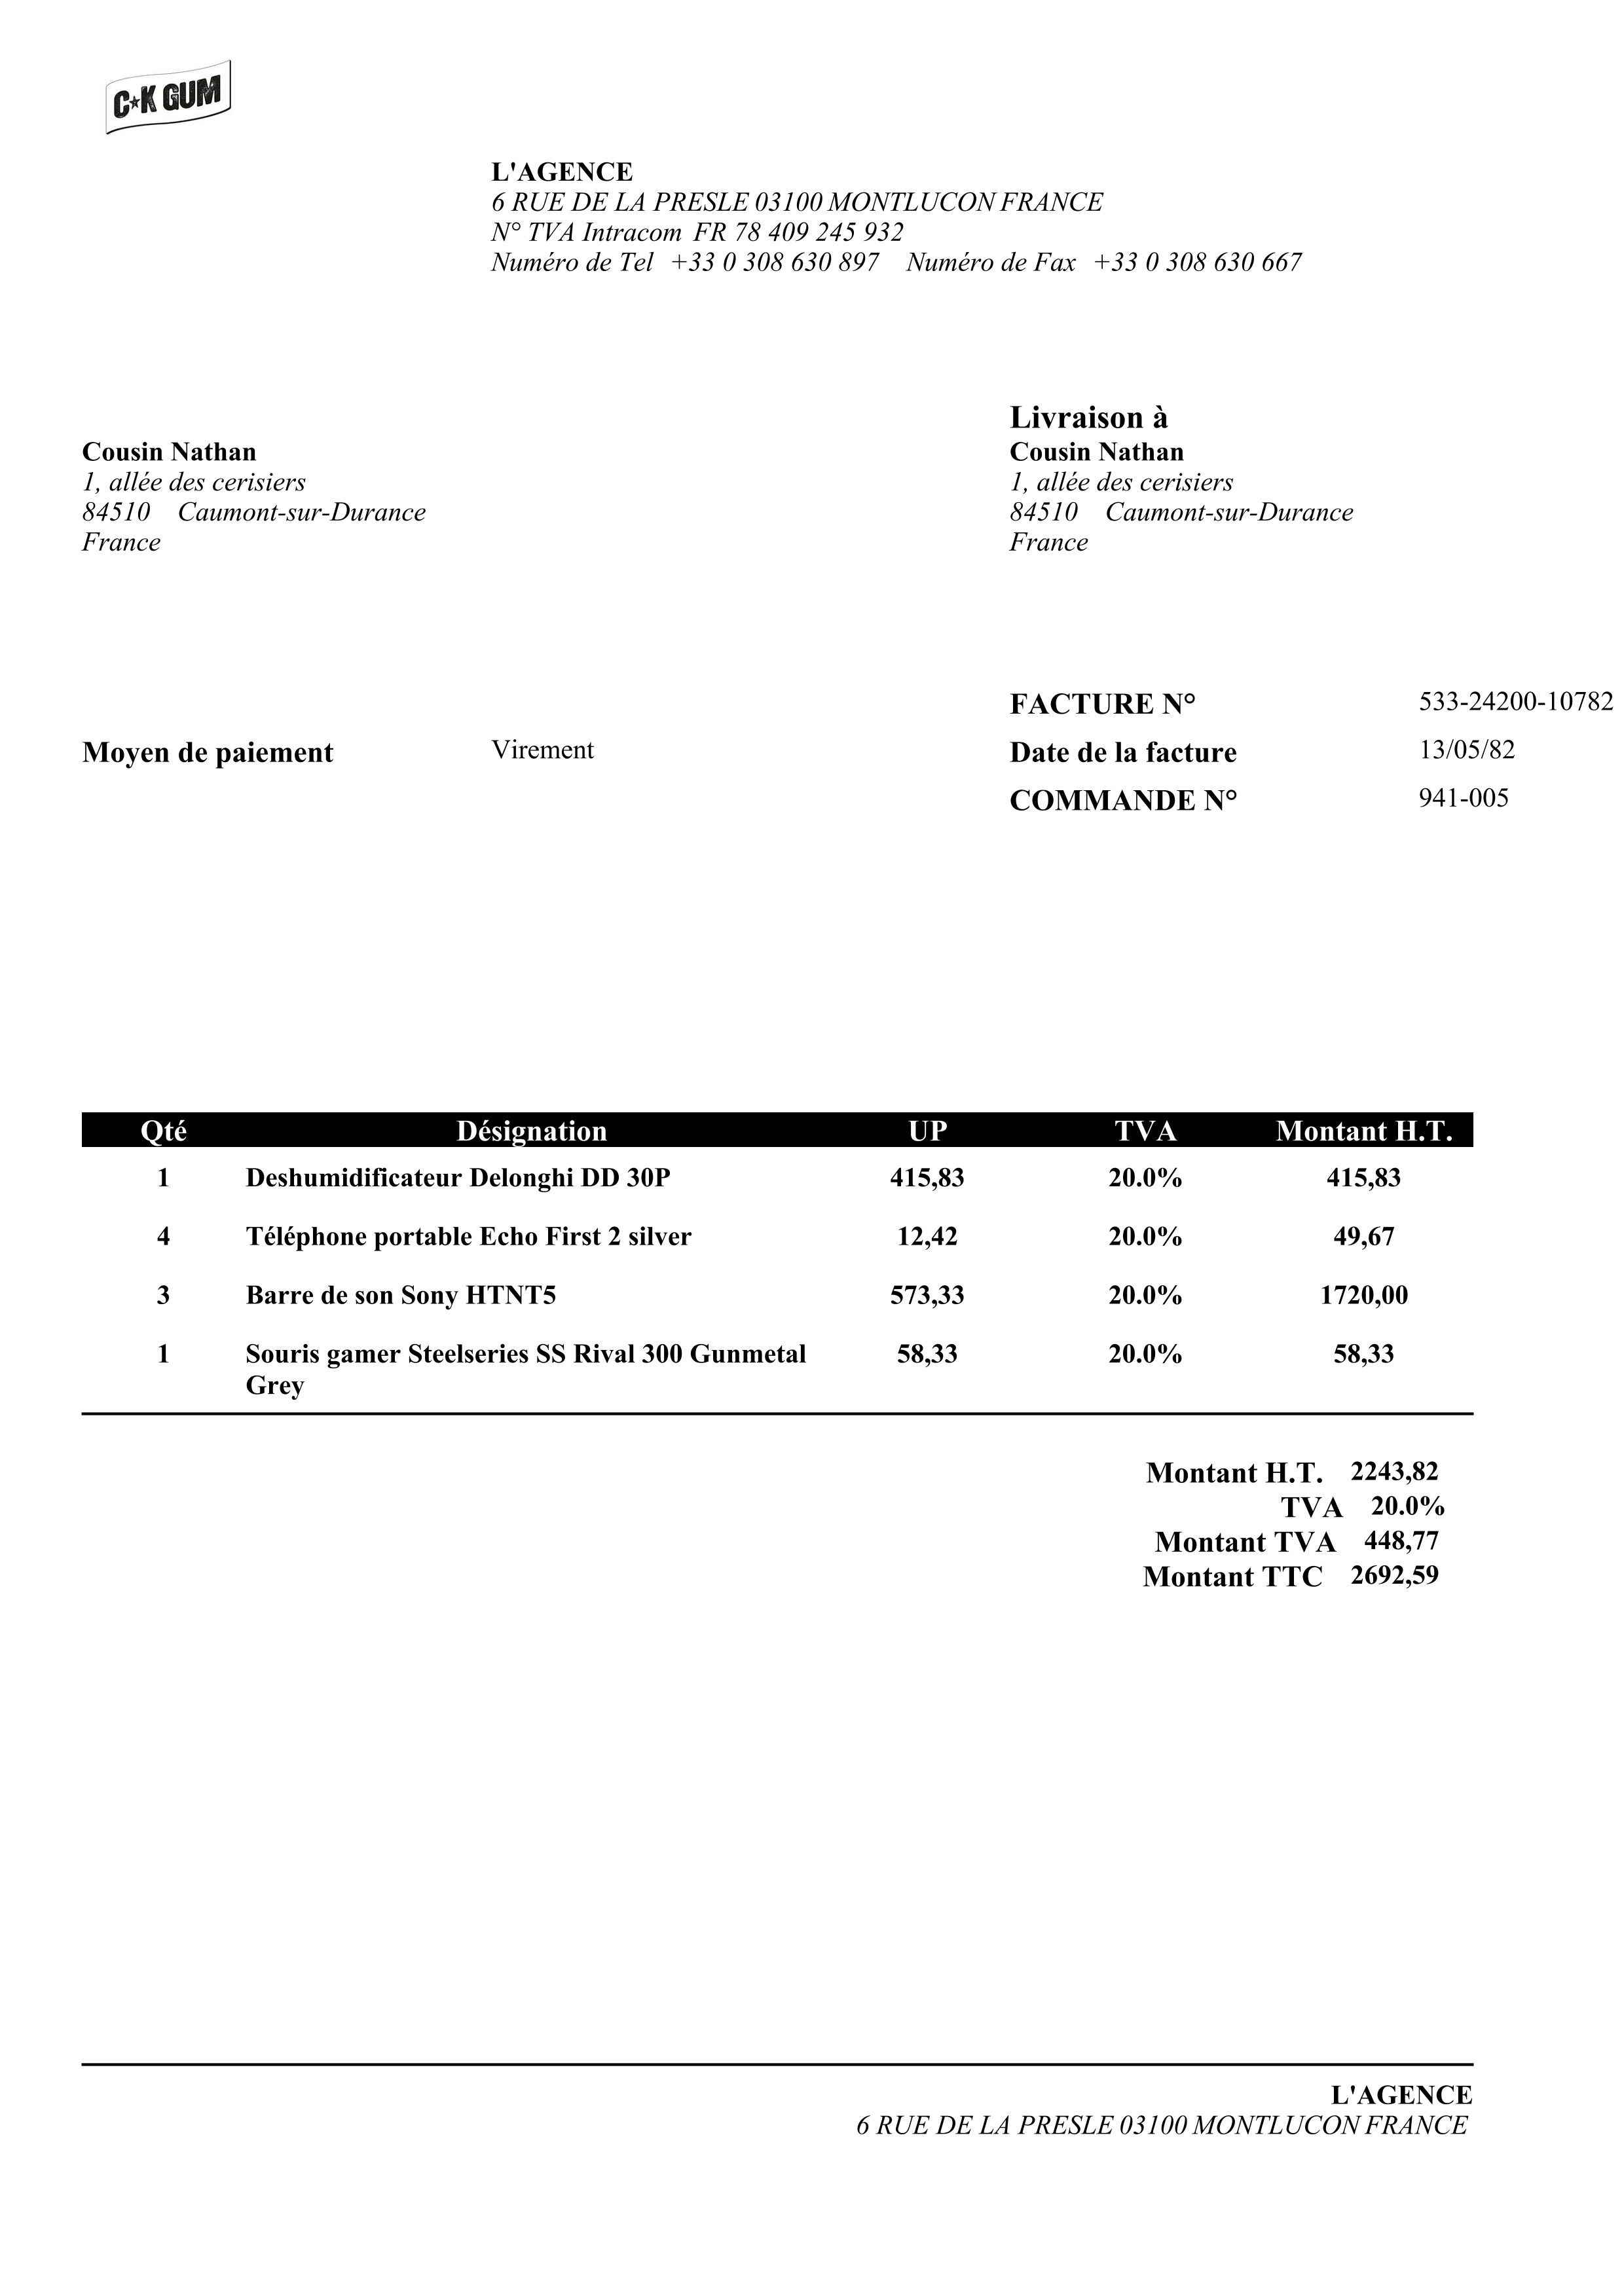 C★K GUM
L'AGENCE
6 RUE DE LA PRESLE 03100 MONTLUCON FRANCE
N° TVA Intracom FR 78 409 245 932
Numéro de Tel +33 0 308 630 897 Numéro de Fax +33 0 308 630 667
Livraison à
Cousin Nathan Cousin Nathan
1, allée des cerisiers 1, allée des cerisiers
84510 Caumont-sur-Durance 84510 Caumont-sur-Durance
France France
FACTURE N° 533-24200-10782
Moyen de paiement Virement Date de la facture 13/05/82
COMMANDE N° 941-005
Qté Désignation UP TVA Montant H.T.
1 Deshumidificateur Delonghi DD 30P 415,83 20.0% 415,83
4 Téléphone portable Echo First 2 silver 12,42 20.0% 49,67
3 Barre de son Sony HTNT5 573,33 20.0% 1720,00
1 Souris gamer Steelseries SS Rival 300 Gunmetal 58,33 20.0% 58,33
Grey
Montant H.T. 2243,82
TVA 20.0%
Montant TVA 448,77
Montant TTC 2692,59
L'AGENCE
6 RUE DE LA PRESLE 03100 MONTLUCON FRANCE